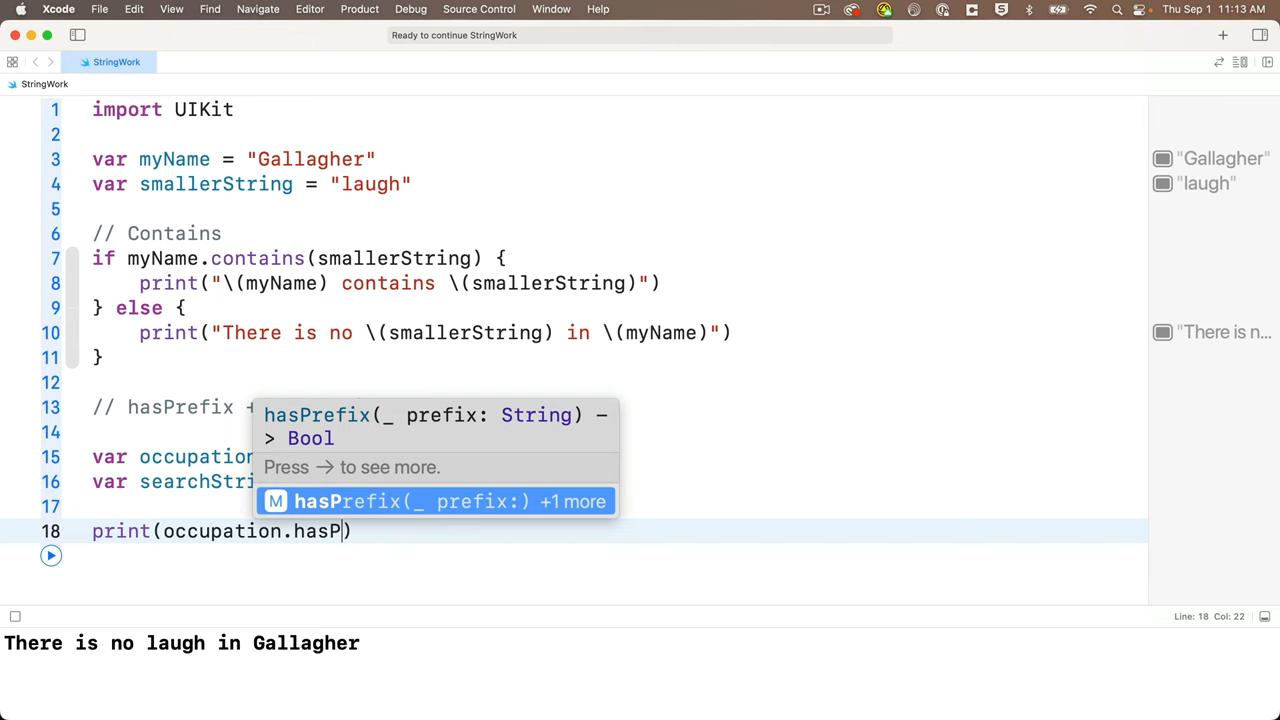 Xcode File Edit View Find Navigate Editor Product Debug Source Control Window Help Thu Sep 1 11:13 AM
Ready to continue StringWork
StringWork
StringWork
1 import UIKit
2
3 var myName = "Gallagher" "Gallagher"
4 var smallerString = "laugh" "laugh"
5
6 // Contains
7 if myName.contains(smallerString) {
8 print("\(myName) contains \(smallerString)")
9 } else {
10 print("There is no \(smallerString) in \(myName)") "There is n...
11 }
12
13 // hasPrefix +
hasPrefix(_ prefix: String) –
> Bool
14
15 var occupation
Press → to see more.
16 var searchStri
M hasPrefix(_ prefix:) +1 more
17
18 print(occupation.hasP)
Line: 18 Col: 22
There is no laugh in Gallagher